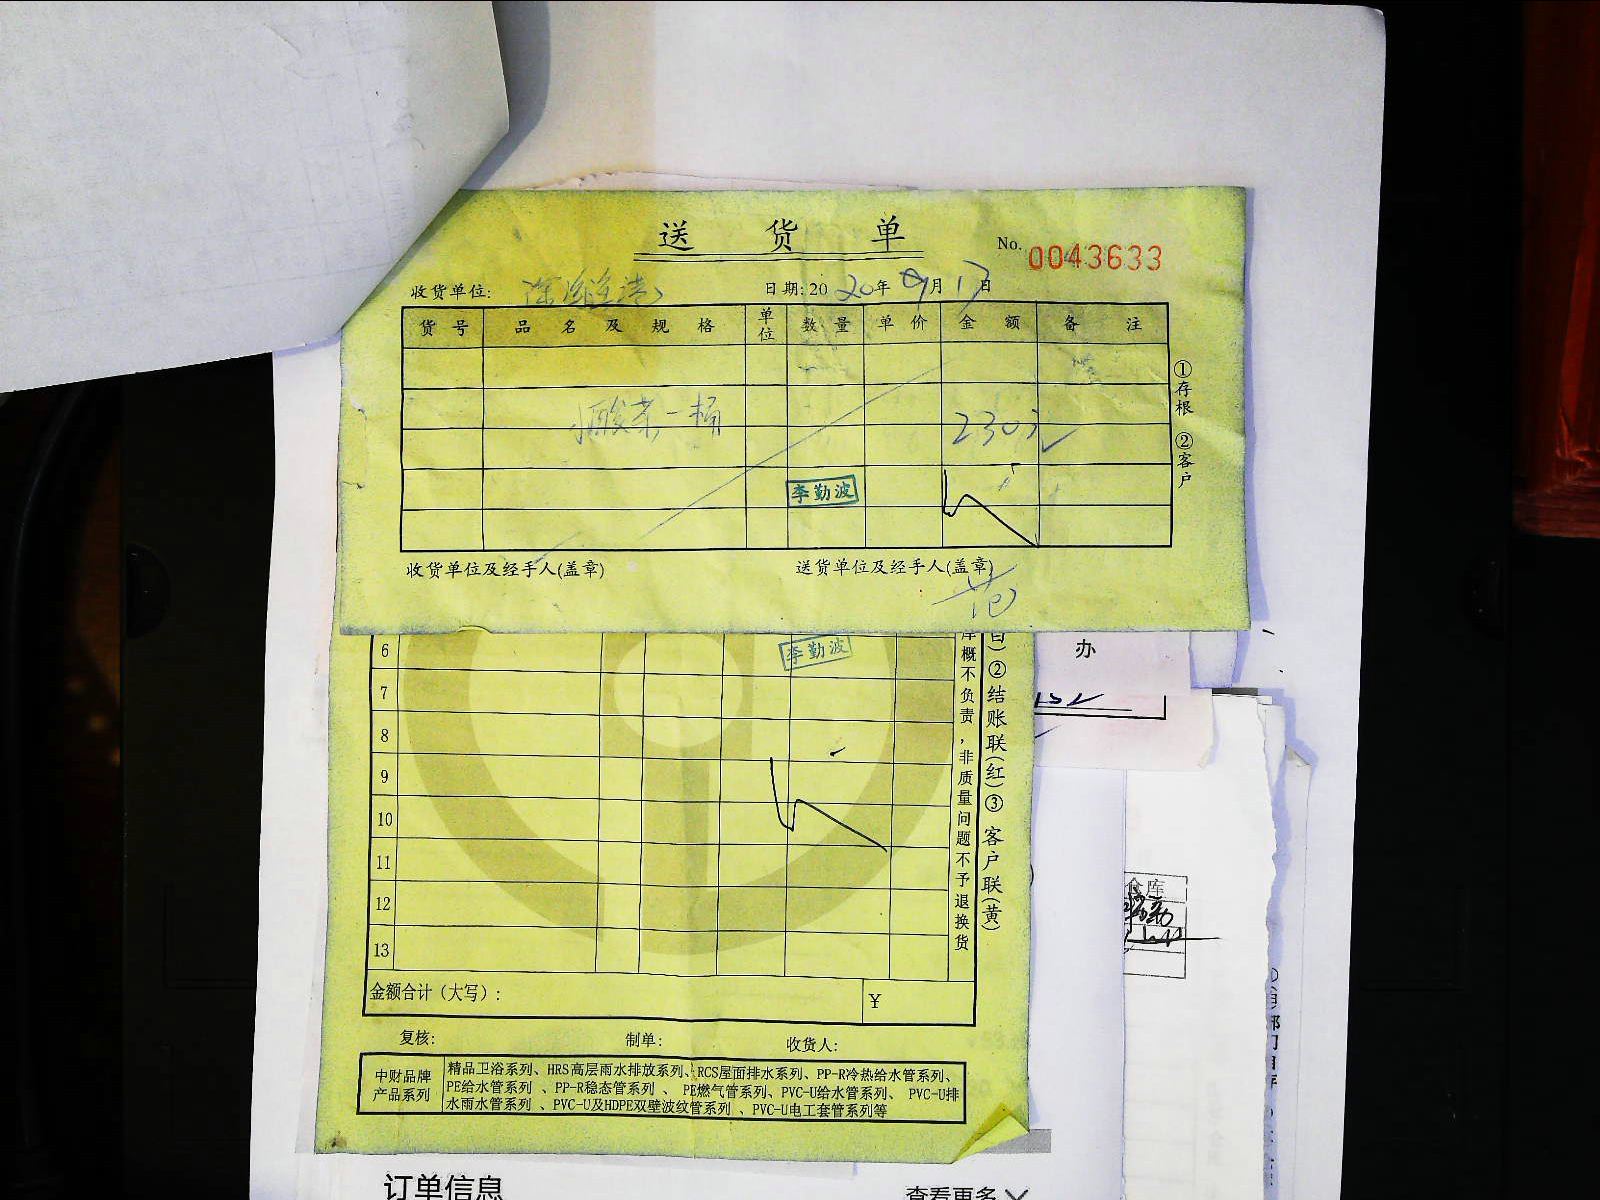 送货单
No. 0043633
收货单位:
日期: 2020年9月17日
货号 品名及规格 单位 数量 单价 金额 备注
酸菜一桶 230元
李勤波
①存根 ②客户
收货单位及经手人(盖章) 送货单位及经手人(盖章)
范
6 李勤波
7
8
9
10
11
12
13
库概不负责，非质量问题不予退换货
②结账联(红)③客户联(黄)
金额合计（大写）： ¥
复核: 制单: 收货人:
中财品牌产品系列
精品卫浴系列、HRS高层雨水排放系列、RCS屋面排水系列、PP-R冷热给水管系列、
PE给水管系列、PP-R稳态管系列、PE燃气管系列、PVC-U给水管系列、PVC-U排
水雨水管系列、PVC-U及HDPE双壁波纹管系列、PVC-U电工套管系列等
办
仓库
订单信息 查看更多